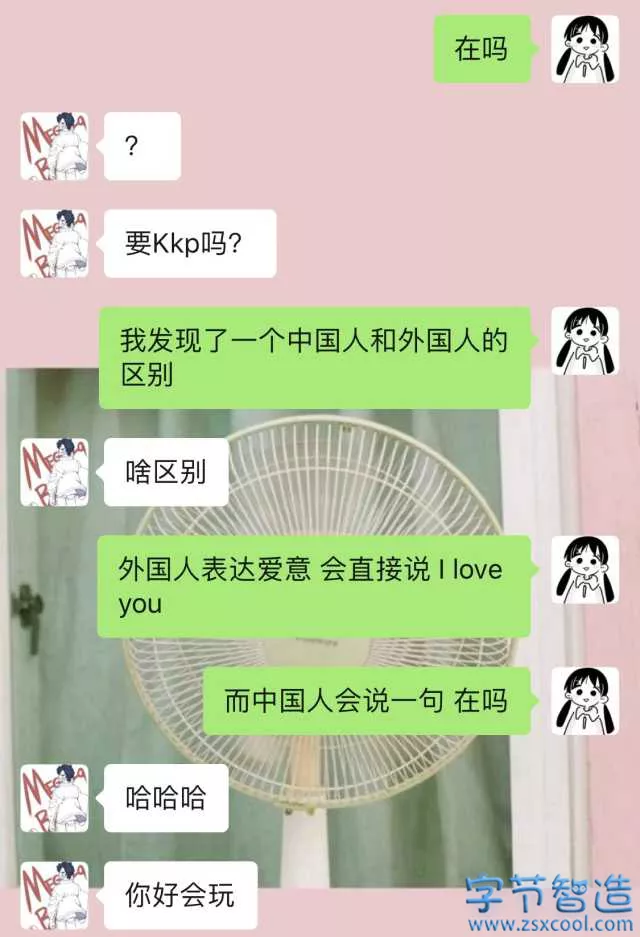 在吗
?
要Kkp吗?
我发现了一个中国人和外国人的
区别
啥区别
外国人表达爱意 会直接说 I love
you
而中国人会说一句 在吗
哈哈哈
你好会玩
字节智造
www.zsxcool.com